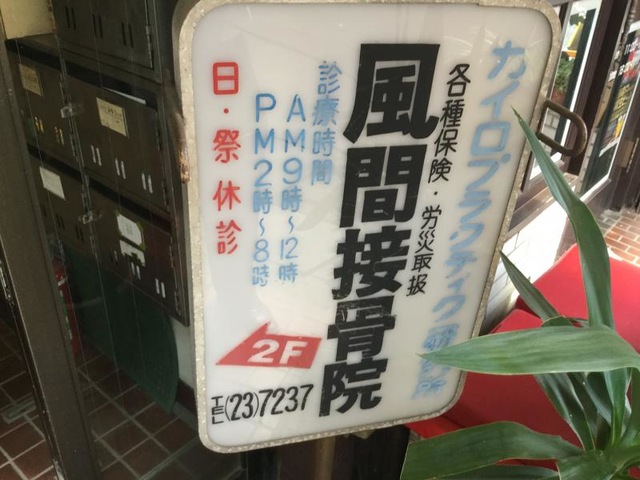 カイロプラクティク研究所
各種保険・労災取扱
風間接骨院
診療時間
AM9時~12時
PM2時~8時
日・祭 休診
2F
TEL(23)7237